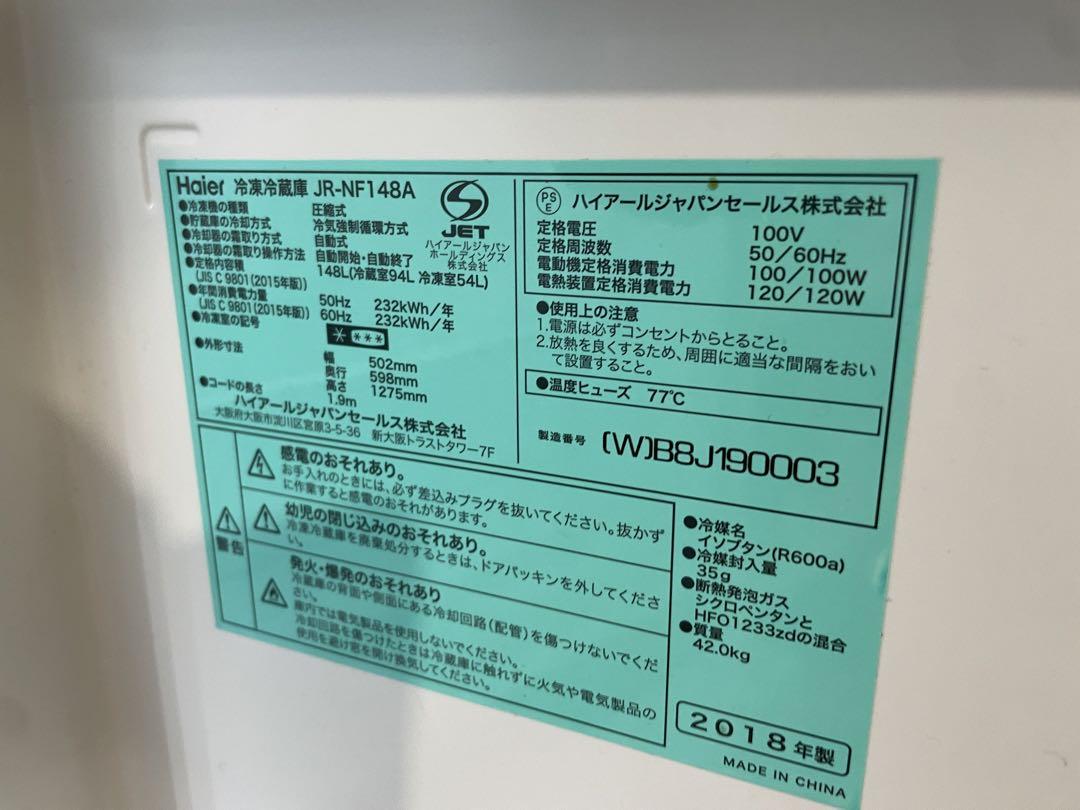 Haier 冷凍冷蔵庫 JR-NF148A
●冷凍機の種類 圧縮式
●貯蔵庫の冷却方式 冷気強制循環方式
●冷却器の霜取り方式 自動式
●冷却器の霜取り操作方法 自動開始・自動終了
●定格内容積 148L(冷蔵室94L 冷凍室54L)
(JIS C 9801(2015年版))
●年間消費電力量 50Hz 232kWh/年
(JIS C 9801(2015年版)) 60Hz 232kWh/年
●冷凍室の記号
●外形寸法 幅 502mm
奥行 598mm
高さ 1275mm
●コードの長さ 1.9m
ハイアールジャパンセールス株式会社
大阪府大阪市淀川区宮原3-5-36 新大阪トラストタワー7F
JET
ハイアールジャパン
ホールディングス
株式会社
PS
E
ハイアールジャパンセールス株式会社
定格電圧 100V
定格周波数 50/60Hz
電動機定格消費電力 100/100W
電熱装置定格消費電力 120/120W
●使用上の注意
1.電源は必ずコンセントからとること。
2.放熱を良くするため、周囲に適当な間隔をおい
て設置すること。
●温度ヒューズ 77℃
製造番号 (W)B8J190003
警告
感電のおそれあり。
お手入れのときには、必ず差込みプラグを抜いてください。抜かず
に作業すると感電のおそれがあります。
幼児の閉じ込みのおそれあり。
冷凍冷蔵庫を廃棄処分するときは、ドアパッキンを外してくださ
い。
発火・爆発のおそれあり
冷蔵庫の背面や側面にある冷却回路(配管)を傷つけないでくだ
さい。
庫内では電気製品を使用しないでください。
冷却回路を傷つけたときは冷蔵庫に触れずに火気や電気製品の
使用を避け窓を開け換気してください。
●冷媒名
イソブタン(R600a)
●冷媒封入量
35g
●断熱発泡ガス
シクロペンタンと
HFO1233zdの混合
●質量
42.0kg
2018年製
MADE IN CHINA